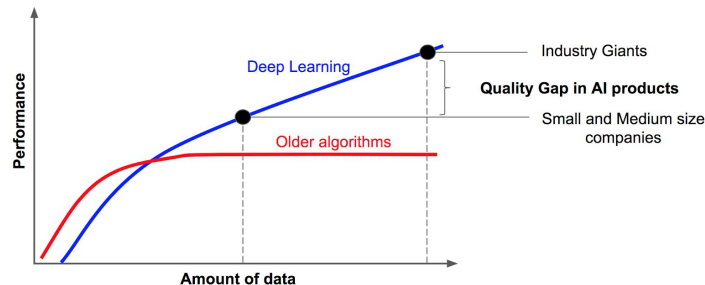 Industry Giants
Deep Learning
Quality Gap in AI products
Small and Medium size
companies
Older algorithms
Performance
Amount of data